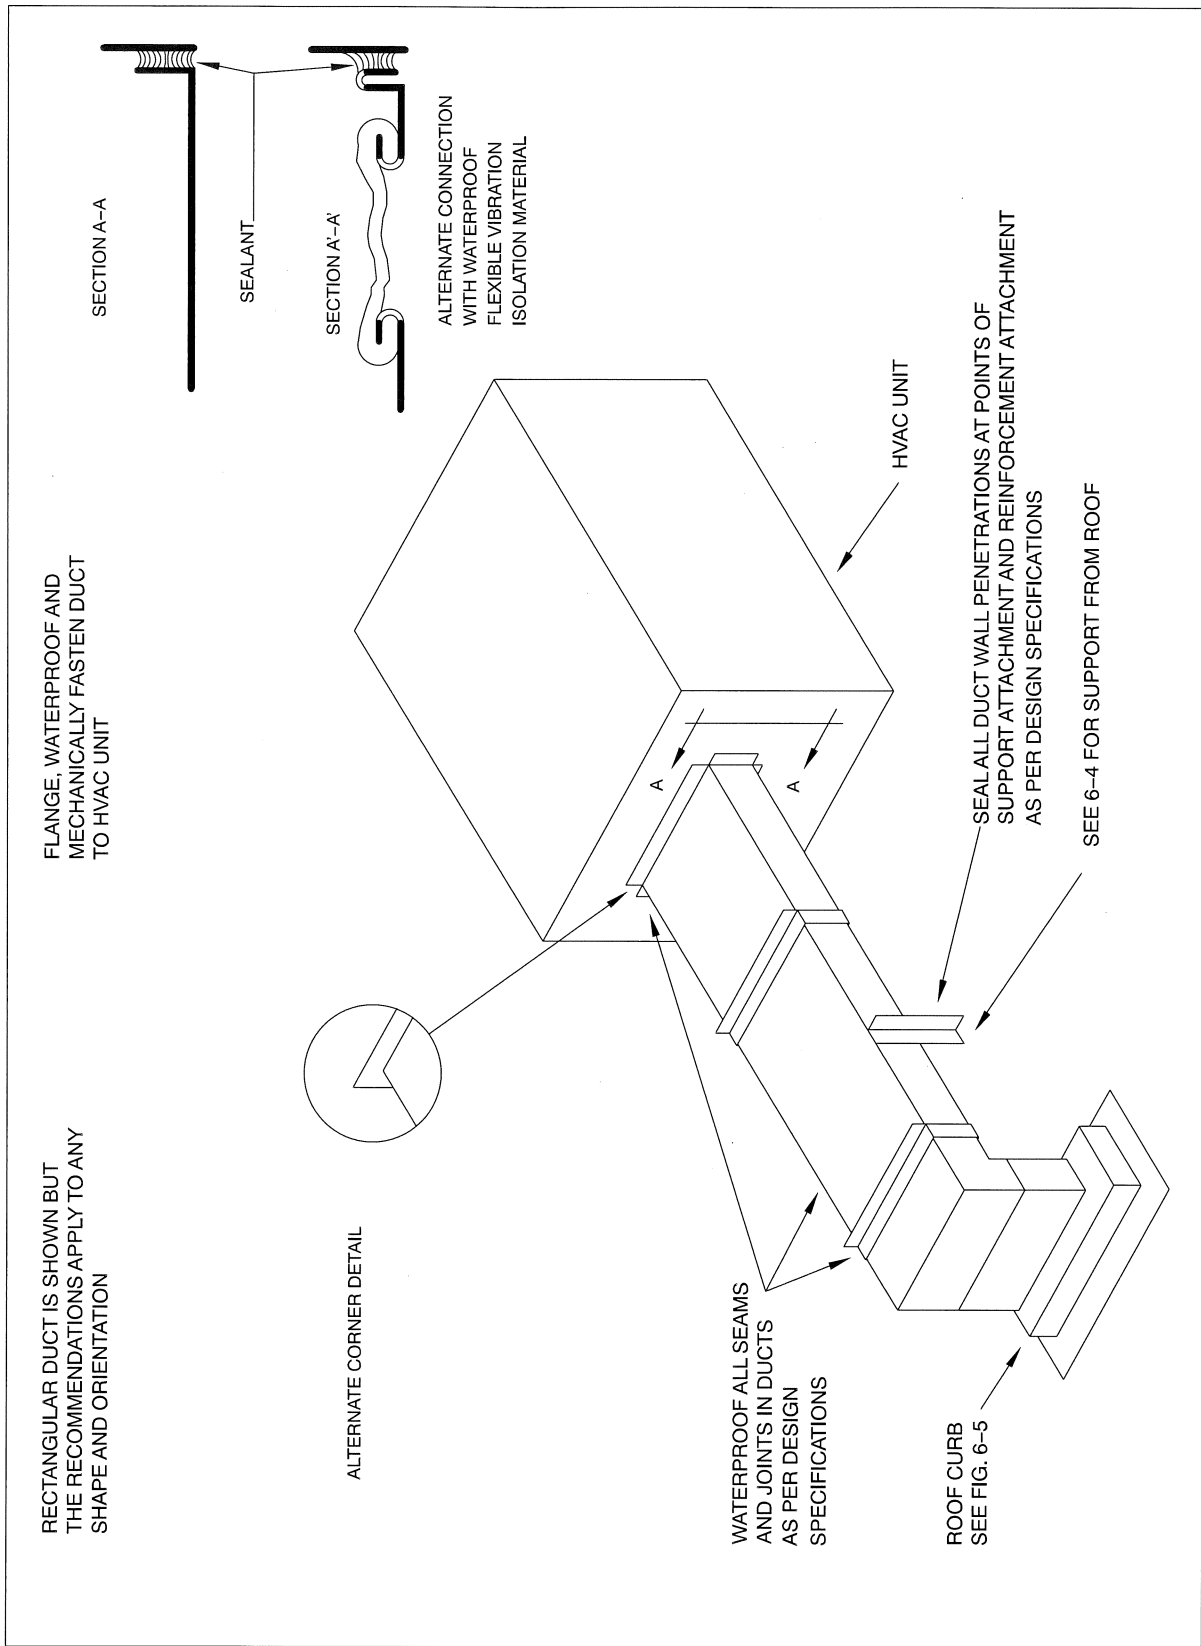 RECTANGULAR DUCT IS SHOWN BUT
THE RECOMMENDATIONS APPLY TO ANY
SHAPE AND ORIENTATION
FLANGE, WATERPROOF AND
MECHANICALLY FASTEN DUCT
TO HVAC UNIT
SECTION A–A
SEALANT
SECTION A'–A'
ALTERNATE CONNECTION
WITH WATERPROOF
FLEXIBLE VIBRATION
ISOLATION MATERIAL
ALTERNATE CORNER DETAIL
A
A
HVAC UNIT
WATERPROOF ALL SEAMS
AND JOINTS IN DUCTS
AS PER DESIGN
SPECIFICATIONS
SEAL ALL DUCT WALL PENETRATIONS AT POINTS OF
SUPPORT ATTACHMENT AND REINFORCEMENT ATTACHMENT
AS PER DESIGN SPECIFICATIONS
SEE 6–4 FOR SUPPORT FROM ROOF
ROOF CURB
SEE FIG. 6–5